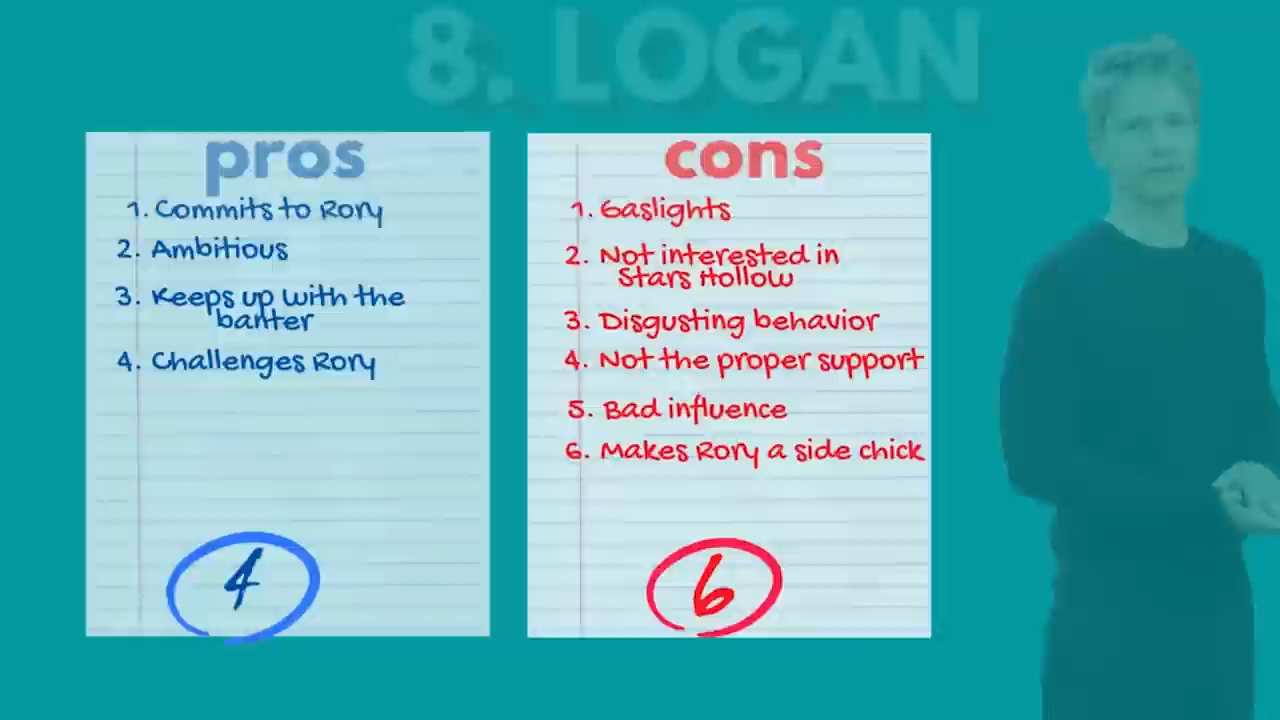 8. LOGAN
pros
1. Commits to Rory
2. Ambitious
3. Keeps up with the
banter
4. Challenges Rory
4
cons
1. Gaslights
2. Not interested in
Stars Hollow
3. Disgusting behavior
4. Not the proper support
5. Bad influence
6. Makes Rory a side chick
6